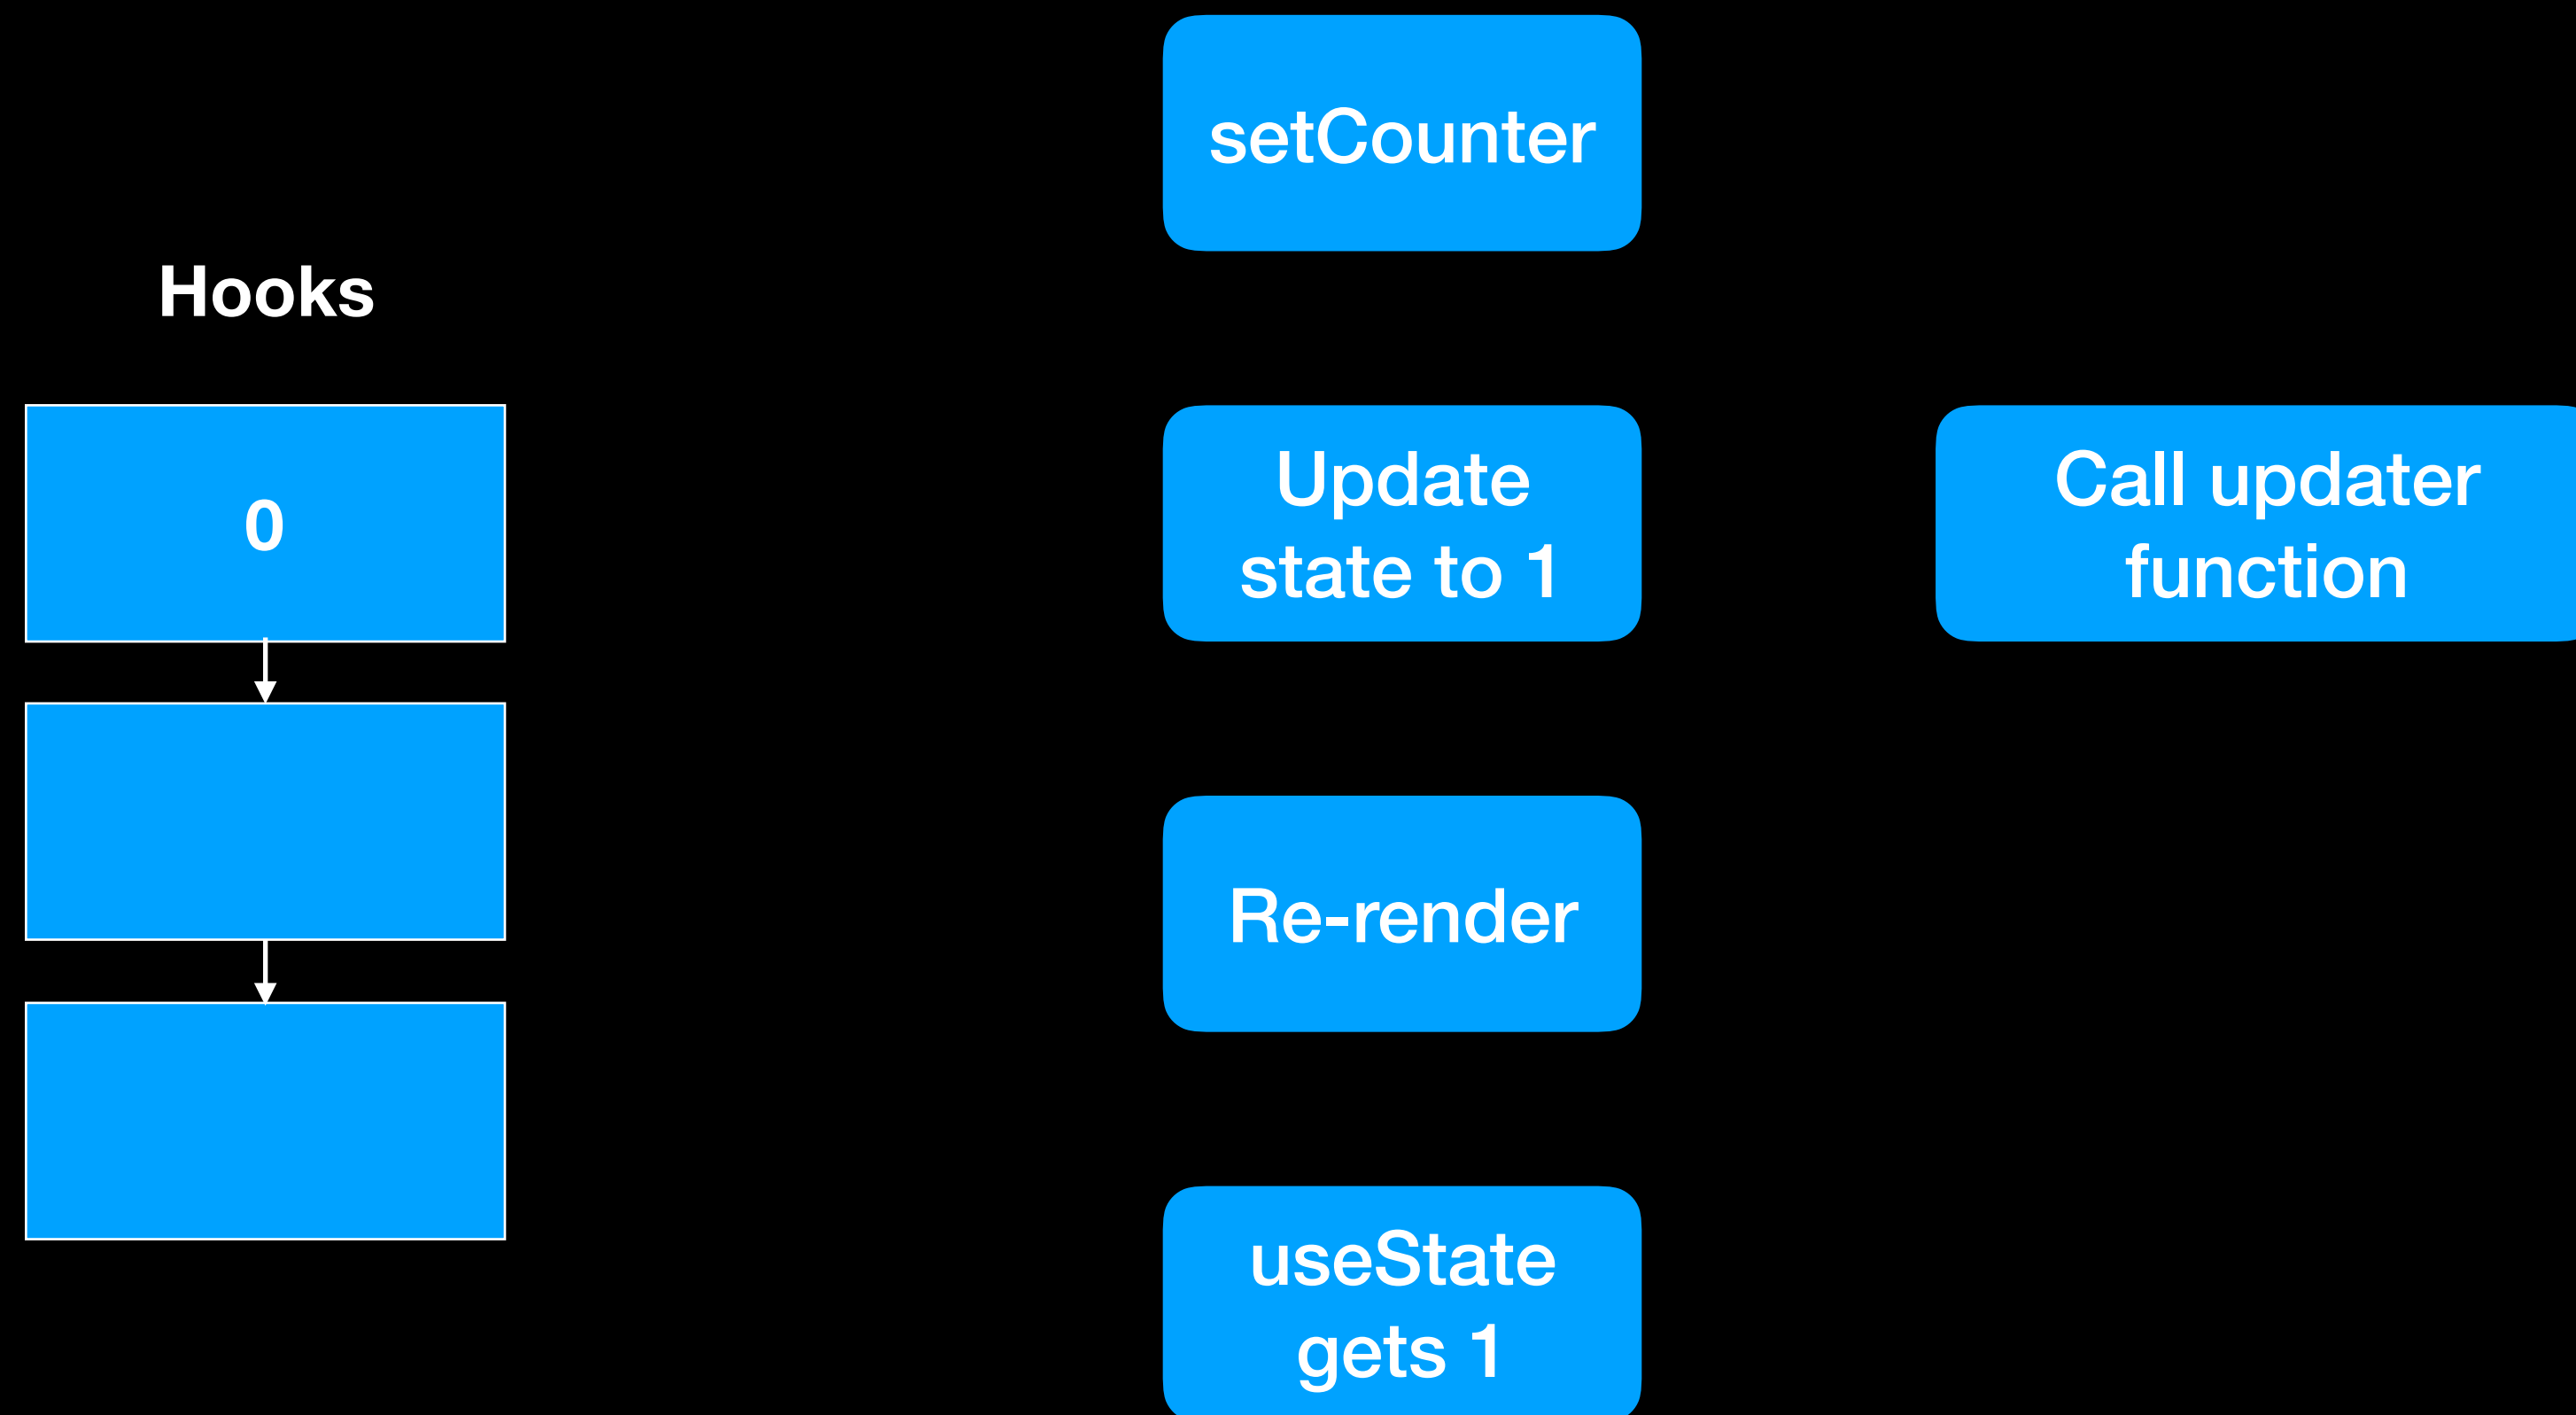 Hooks
0
setCounter
Update
state to 1
Re-render
useState
gets 1
Call updater
function